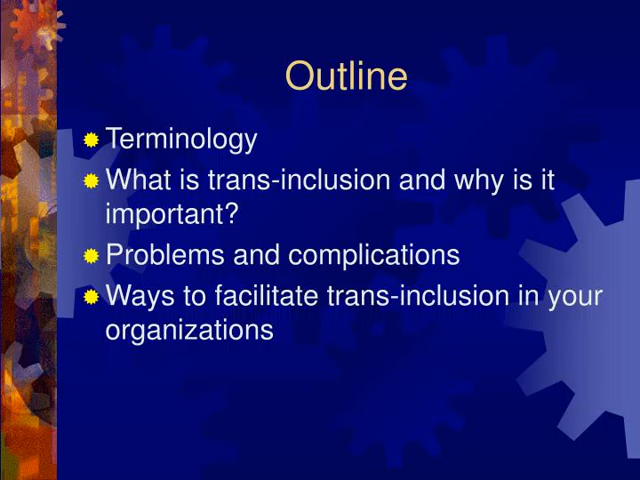 Outline
Terminology
What is trans-inclusion and why is it
important?
Problems and complications
Ways to facilitate trans-inclusion in your
organizations